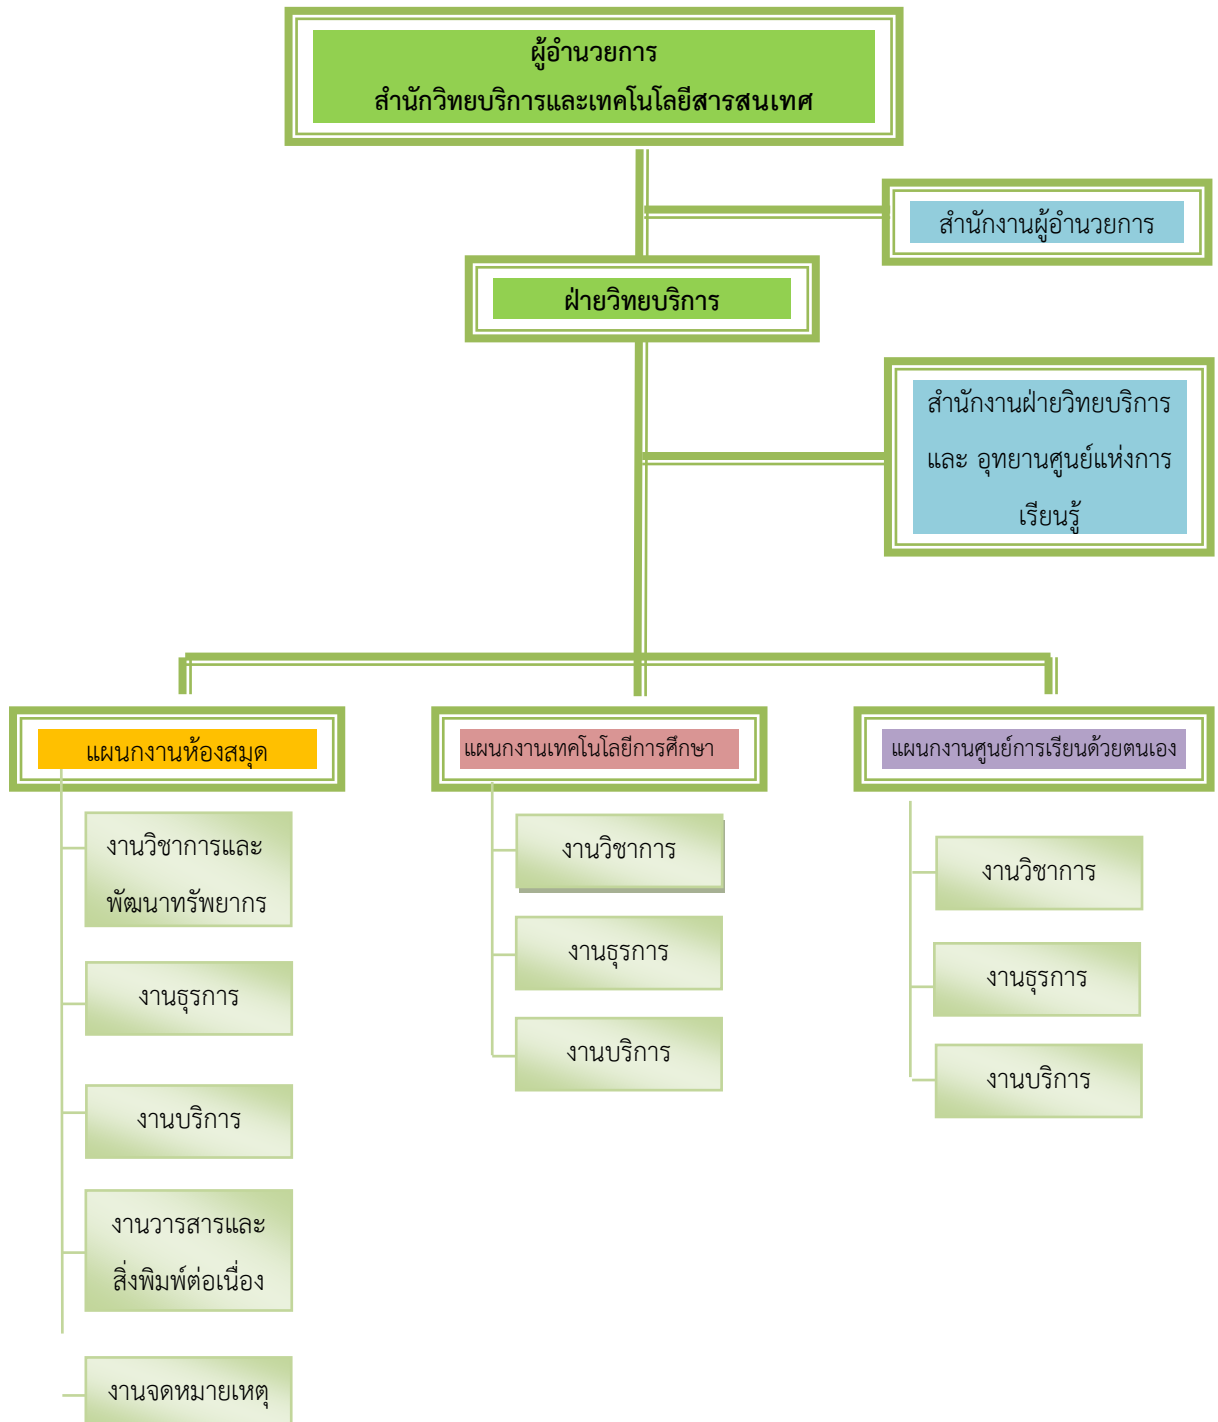 ผู้อำนวยการ
สำนักวิทยบริการและเทคโนโลยีสารสนเทศ
สำนักงานผู้อำนวยการ
ฝ่ายวิทยบริการ
สำนักงานฝ่ายวิทยบริการ
และ อุทยานศูนย์แห่งการ
เรียนรู้
แผนกงานห้องสมุด
งานวิชาการและ
พัฒนาทรัพยากร
งานธุรการ
งานบริการ
งานวารสารและ
สิ่งพิมพ์ต่อเนื่อง
งานจดหมายเหตุ
แผนกงานเทคโนโลยีการศึกษา
งานวิชาการ
งานธุรการ
งานบริการ
แผนกงานศูนย์การเรียนด้วยตนเอง
งานวิชาการ
งานธุรการ
งานบริการ